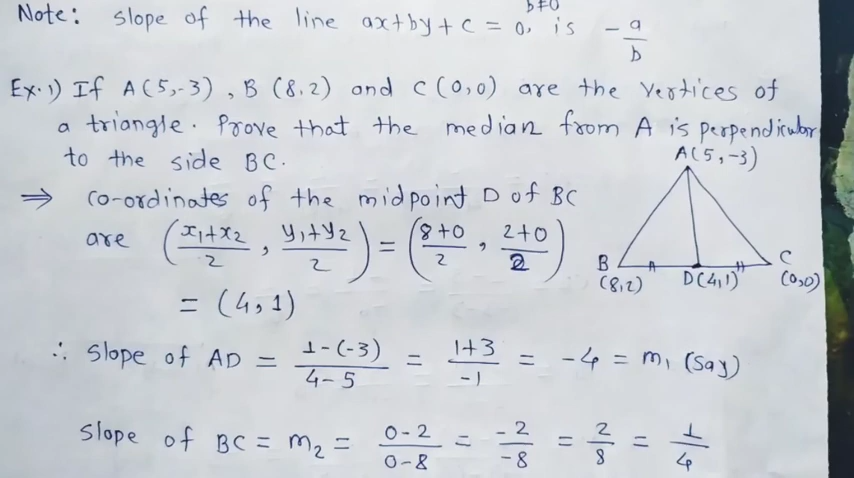 Note: slope of the line ax+by+c = 0, b≠0 is -a/b
Ex.1) If A(5,-3), B (8,2) and C(0,0) are the vertices of
a triangle. Prove that the median from A is perpendicular
to the side BC.
A(5,-3)
⇒ co-ordinates of the midpoint D of BC
are (x₁+x₂/2 , y₁+y₂/2) = (8+0/2 , 2+0/2)
B (8,2)
D(4,1)
C (0,0)
= (4,1)
∴ slope of AD = 1-(-3)/4-5 = 1+3/-1 = -4 = m₁ (say)
slope of BC = m₂ = 0-2/0-8 = -2/-8 = 2/8 = 1/4